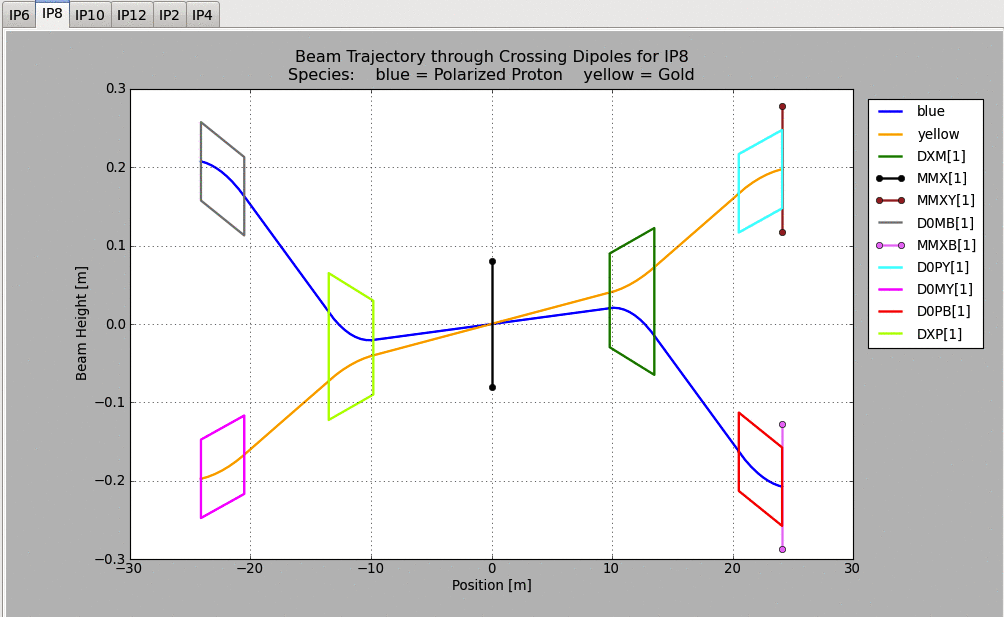 IP6 IP8 IP10 IP12 IP2 IP4
Beam Trajectory through Crossing Dipoles for IP8
Species: blue = Polarized Proton yellow = Gold
Beam Height [m]
0.3
0.2
0.1
0.0
−0.1
−0.2
−0.3
−30 −20 −10 0 10 20 30
Position [m]
blue
yellow
DXM[1]
MMX[1]
MMXY[1]
D0MB[1]
MMXB[1]
D0PY[1]
D0MY[1]
D0PB[1]
DXP[1]